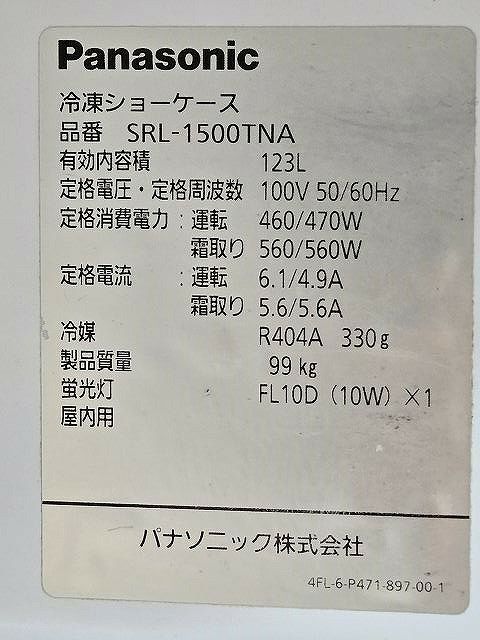 Panasonic
冷凍ショーケース
品番 SRL-1500TNA
有効内容積 123L
定格電圧・定格周波数 100V 50/60Hz
定格消費電力:運転 460/470W
霜取り 560/560W
定格電流 :運転 6.1/4.9A
霜取り 5.6/5.6A
冷媒 R404A 330g
製品質量 99kg
蛍光灯 FL10D (10W) ×1
屋内用
パナソニック株式会社
4FL-6-P471-897-00-1